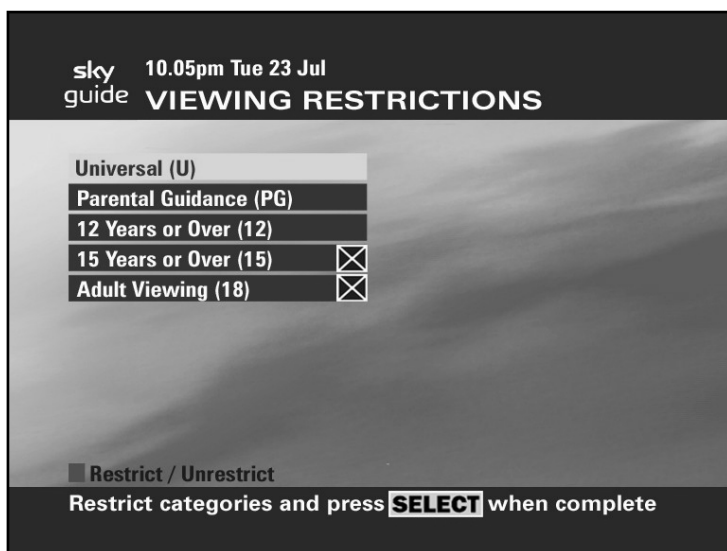 sky 10.05pm Tue 23 Jul
guide VIEWING RESTRICTIONS
Universal (U)
Parental Guidance (PG)
12 Years or Over (12)
15 Years or Over (15)
Adult Viewing (18)
Restrict / Unrestrict
Restrict categories and press SELECT when complete